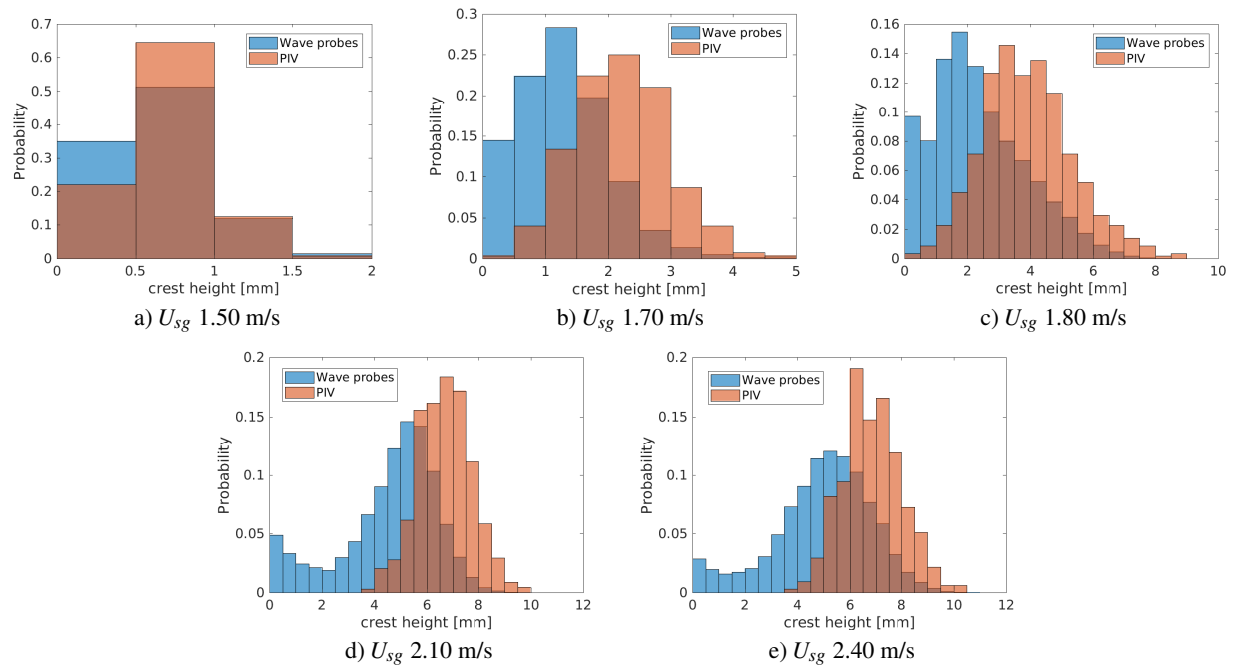 0.7
0.6
0.5
0.4
0.3
0.2
0.1
0
Probability
Wave probes
PIV
0 0.5 1 1.5 2
crest height [mm]
a) Usg 1.50 m/s
0.3
0.25
0.2
0.15
0.1
0.05
0
Probability
Wave probes
PIV
0 1 2 3 4 5
crest height [mm]
b) Usg 1.70 m/s
0.16
0.14
0.12
0.1
0.08
0.06
0.04
0.02
0
Probability
Wave probes
PIV
0 2 4 6 8 10
crest height [mm]
c) Usg 1.80 m/s
0.2
0.15
0.1
0.05
0
Probability
Wave probes
PIV
0 2 4 6 8 10 12
crest height [mm]
d) Usg 2.10 m/s
0.2
0.15
0.1
0.05
0
Probability
Wave probes
PIV
0 2 4 6 8 10 12
crest height [mm]
e) Usg 2.40 m/s